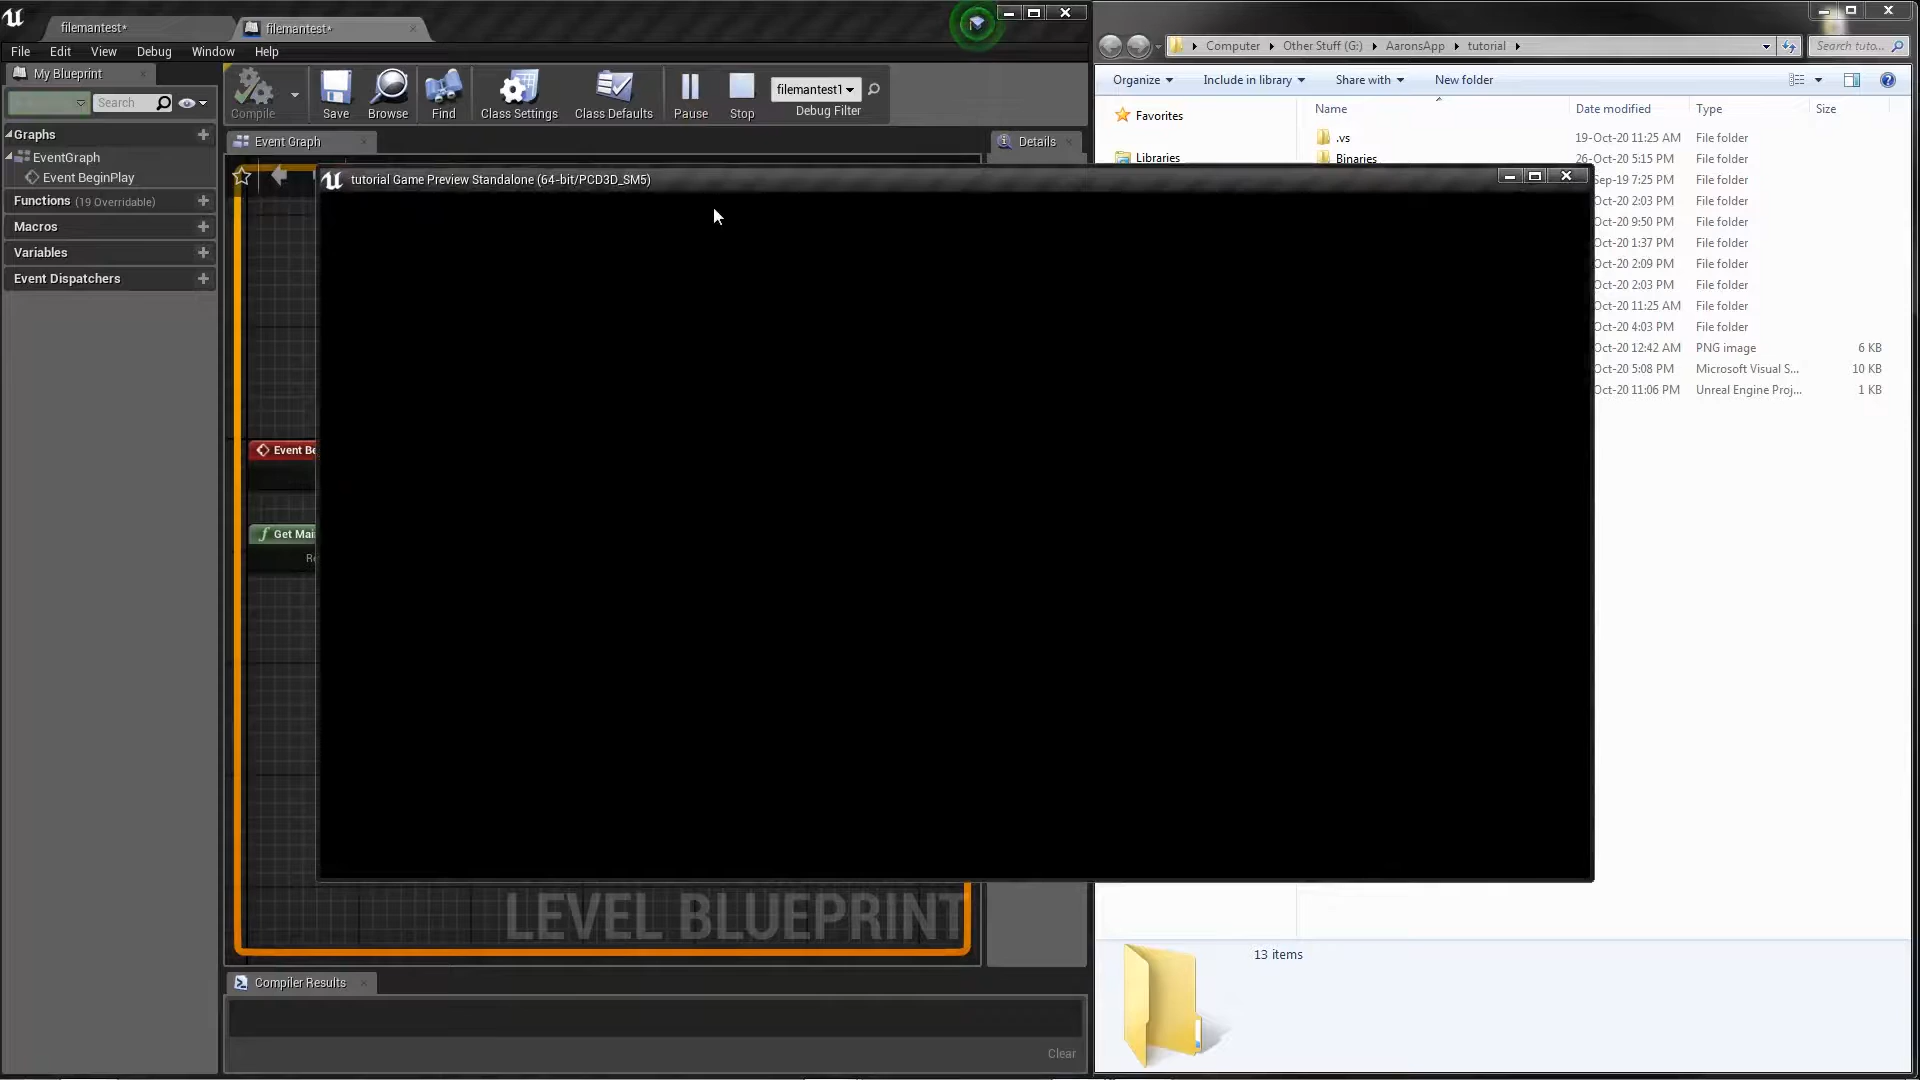 filemantest*
filemantest*
File Edit View Debug Window Help
My Blueprint
Search
Graphs
EventGraph
Event BeginPlay
Functions (19 Overridable)
Macros
Variables
Event Dispatchers
Compile
Save
Browse
Find
Class Settings
Class Defaults
Pause
Stop
filemantest1
Debug Filter
Event Graph
Details
tutorial Game Preview Standalone (64-bit/PCD3D_SM5)
Event Be
Get Mai
Re
LEVEL BLUEPRINT
Compiler Results
Clear
Computer Other Stuff (G:) AaronsApp tutorial
Search tuto...
Organize Include in library Share with New folder
Favorites
Libraries
Name Date modified Type Size
.vs 19-Oct-20 11:25 AM File folder
Binaries 26-Oct-20 5:15 PM File folder
Sep-19 7:25 PM File folder
Oct-20 2:03 PM File folder
Oct-20 9:50 PM File folder
Oct-20 1:37 PM File folder
Oct-20 2:09 PM File folder
Oct-20 2:03 PM File folder
Oct-20 11:25 AM File folder
Oct-20 4:03 PM File folder
Oct-20 12:42 AM PNG image 6 KB
Oct-20 5:08 PM Microsoft Visual S... 10 KB
Oct-20 11:06 PM Unreal Engine Proj... 1 KB
13 items